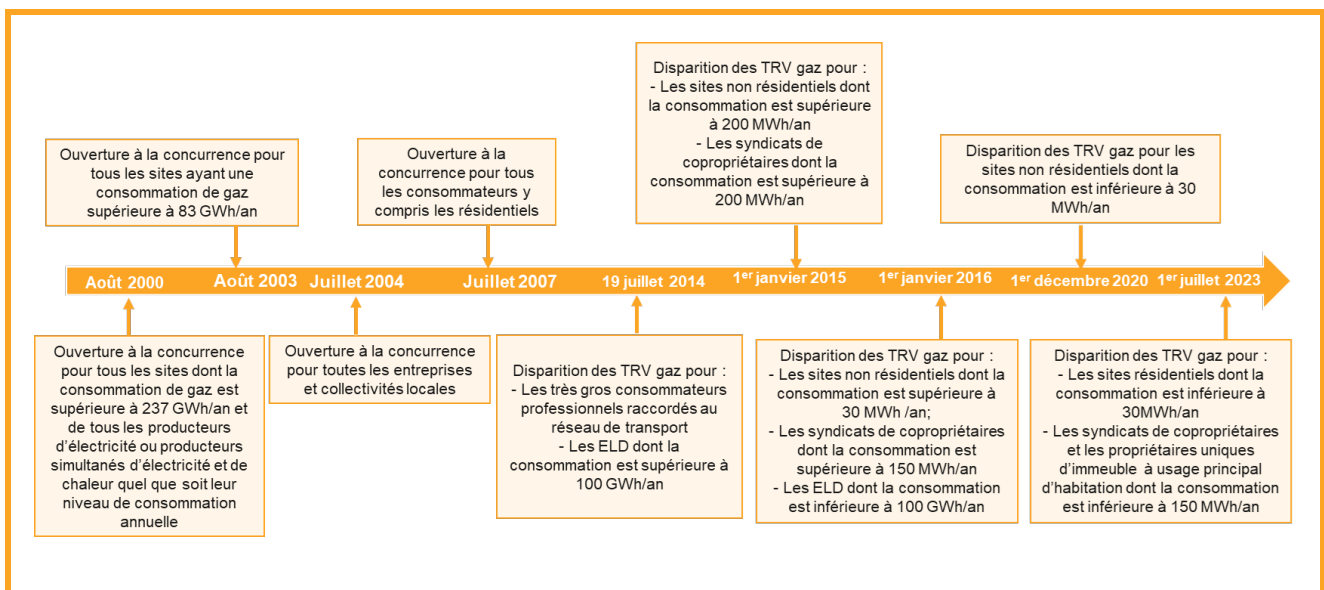 Disparition des TRV gaz pour :
- Les sites non résidentiels dont
la consommation est supérieure
à 200 MWh/an
- Les syndicats de
copropriétaires dont la
consommation est supérieure à
200 MWh/an
Ouverture à la concurrence pour
tous les sites ayant une
consommation de gaz
supérieure à 83 GWh/an
Ouverture à la
concurrence pour tous
les consommateurs y
compris les résidentiels
Disparition des TRV gaz pour les
sites non résidentiels dont la
consommation est inférieure à 30
MWh/an
Août 2000 Août 2003 Juillet 2004 Juillet 2007 19 juillet 2014 1er janvier 2015 1er janvier 2016 1er décembre 2020 1er juillet 2023
Ouverture à la concurrence
pour tous les sites dont la
consommation de gaz est
supérieure à 237 GWh/an et
de tous les producteurs
d’électricité ou producteurs
simultanés d’électricité et de
chaleur quel que soit leur
niveau de consommation
annuelle
Ouverture à la concurrence
pour toutes les entreprises
et collectivités locales
Disparition des TRV gaz pour :
- Les très gros consommateurs
professionnels raccordés au
réseau de transport
- Les ELD dont la
consommation est supérieure à
100 GWh/an
Disparition des TRV gaz pour :
- Les sites non résidentiels dont la
consommation est supérieure à
30 MWh /an;
- Les syndicats de copropriétaires
dont la consommation est
supérieure à 150 MWh/an
- Les ELD dont la consommation
est inférieure à 100 GWh/an
Disparition des TRV gaz pour :
- Les sites résidentiels dont la
consommation est inférieure à
30MWh/an
- Les syndicats de copropriétaires
et les propriétaires uniques
d’immeuble à usage principal
d’habitation dont la consommation
est inférieure à 150 MWh/an